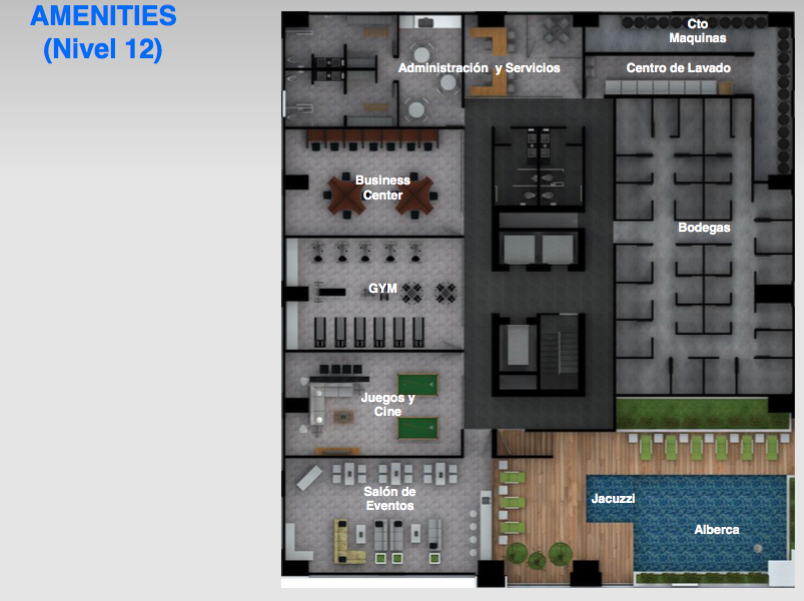 AMENITIES
(Nivel 12)
Cto
Maquinas
Administración y Servicios
Centro de Lavado
Business
Center
Bodegas
GYM
Juegos y
Cine
Salón de
Eventos
Jacuzzi
Alberca